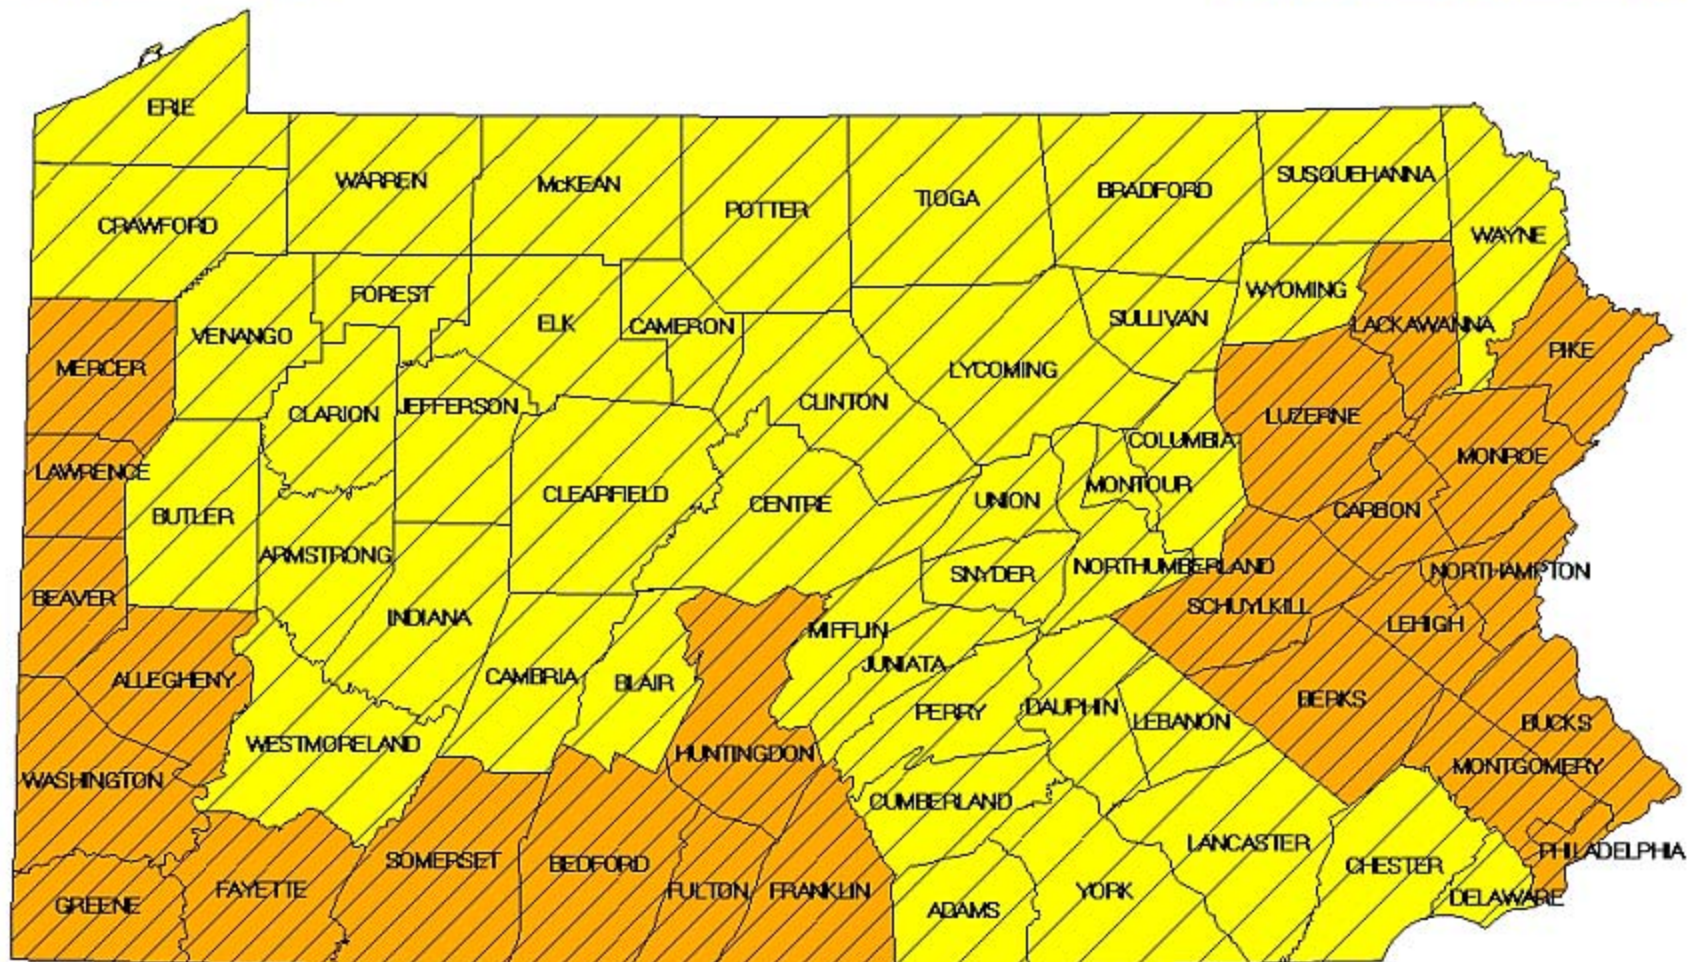 ERIE
WARREN
McKEAN
POTTER
TIOGA
BRADFORD
SUSQUEHANNA
WAYNE
CRAWFORD
FOREST
VENANGO
ELK
CAMERON
SULLIVAN
WYOMING
LACKAWANNA
PIKE
MERCER
CLARION
JEFFERSON
CLINTON
LYCOMING
COLUMBIA
LUZERNE
MONROE
LAWRENCE
BUTLER
ARMSTRONG
CLEARFIELD
CENTRE
UNION
MONTOUR
CARBON
BEAVER
INDIANA
SNYDER
NORTHUMBERLAND
SCHUYLKILL
NORTHAMPTON
LEHIGH
ALLEGHENY
CAMBRIA
BLAIR
MIFFLIN
JUNIATA
PERRY
DAUPHIN
LEBANON
BERKS
BUCKS
WASHINGTON
WESTMORELAND
HUNTINGDON
CUMBERLAND
MONTGOMERY
GREENE
FAYETTE
SOMERSET
BEDFORD
FULTON
FRANKLIN
ADAMS
YORK
LANCASTER
CHESTER
DELAWARE
PHILADELPHIA